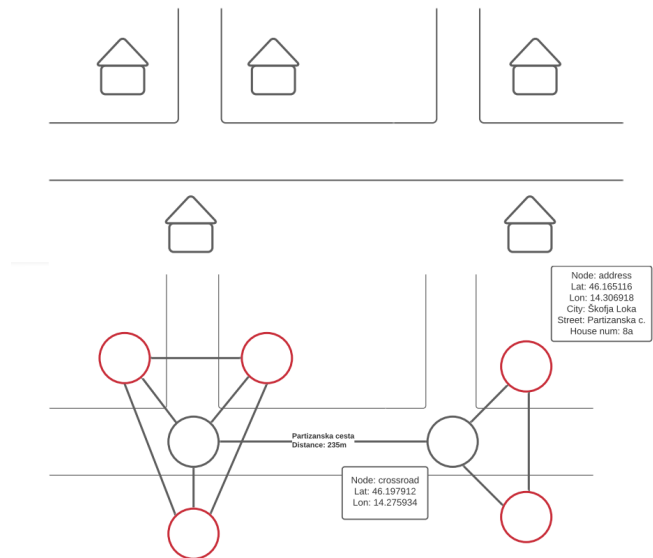 Node: address
Lat: 46.165116
Lon: 14.306918
City: Škofja Loka
Street: Partizanska c.
House num: 8a
Partizanska cesta
Distance: 235m
Node: crossroad
Lat: 46.197912
Lon: 14.275934